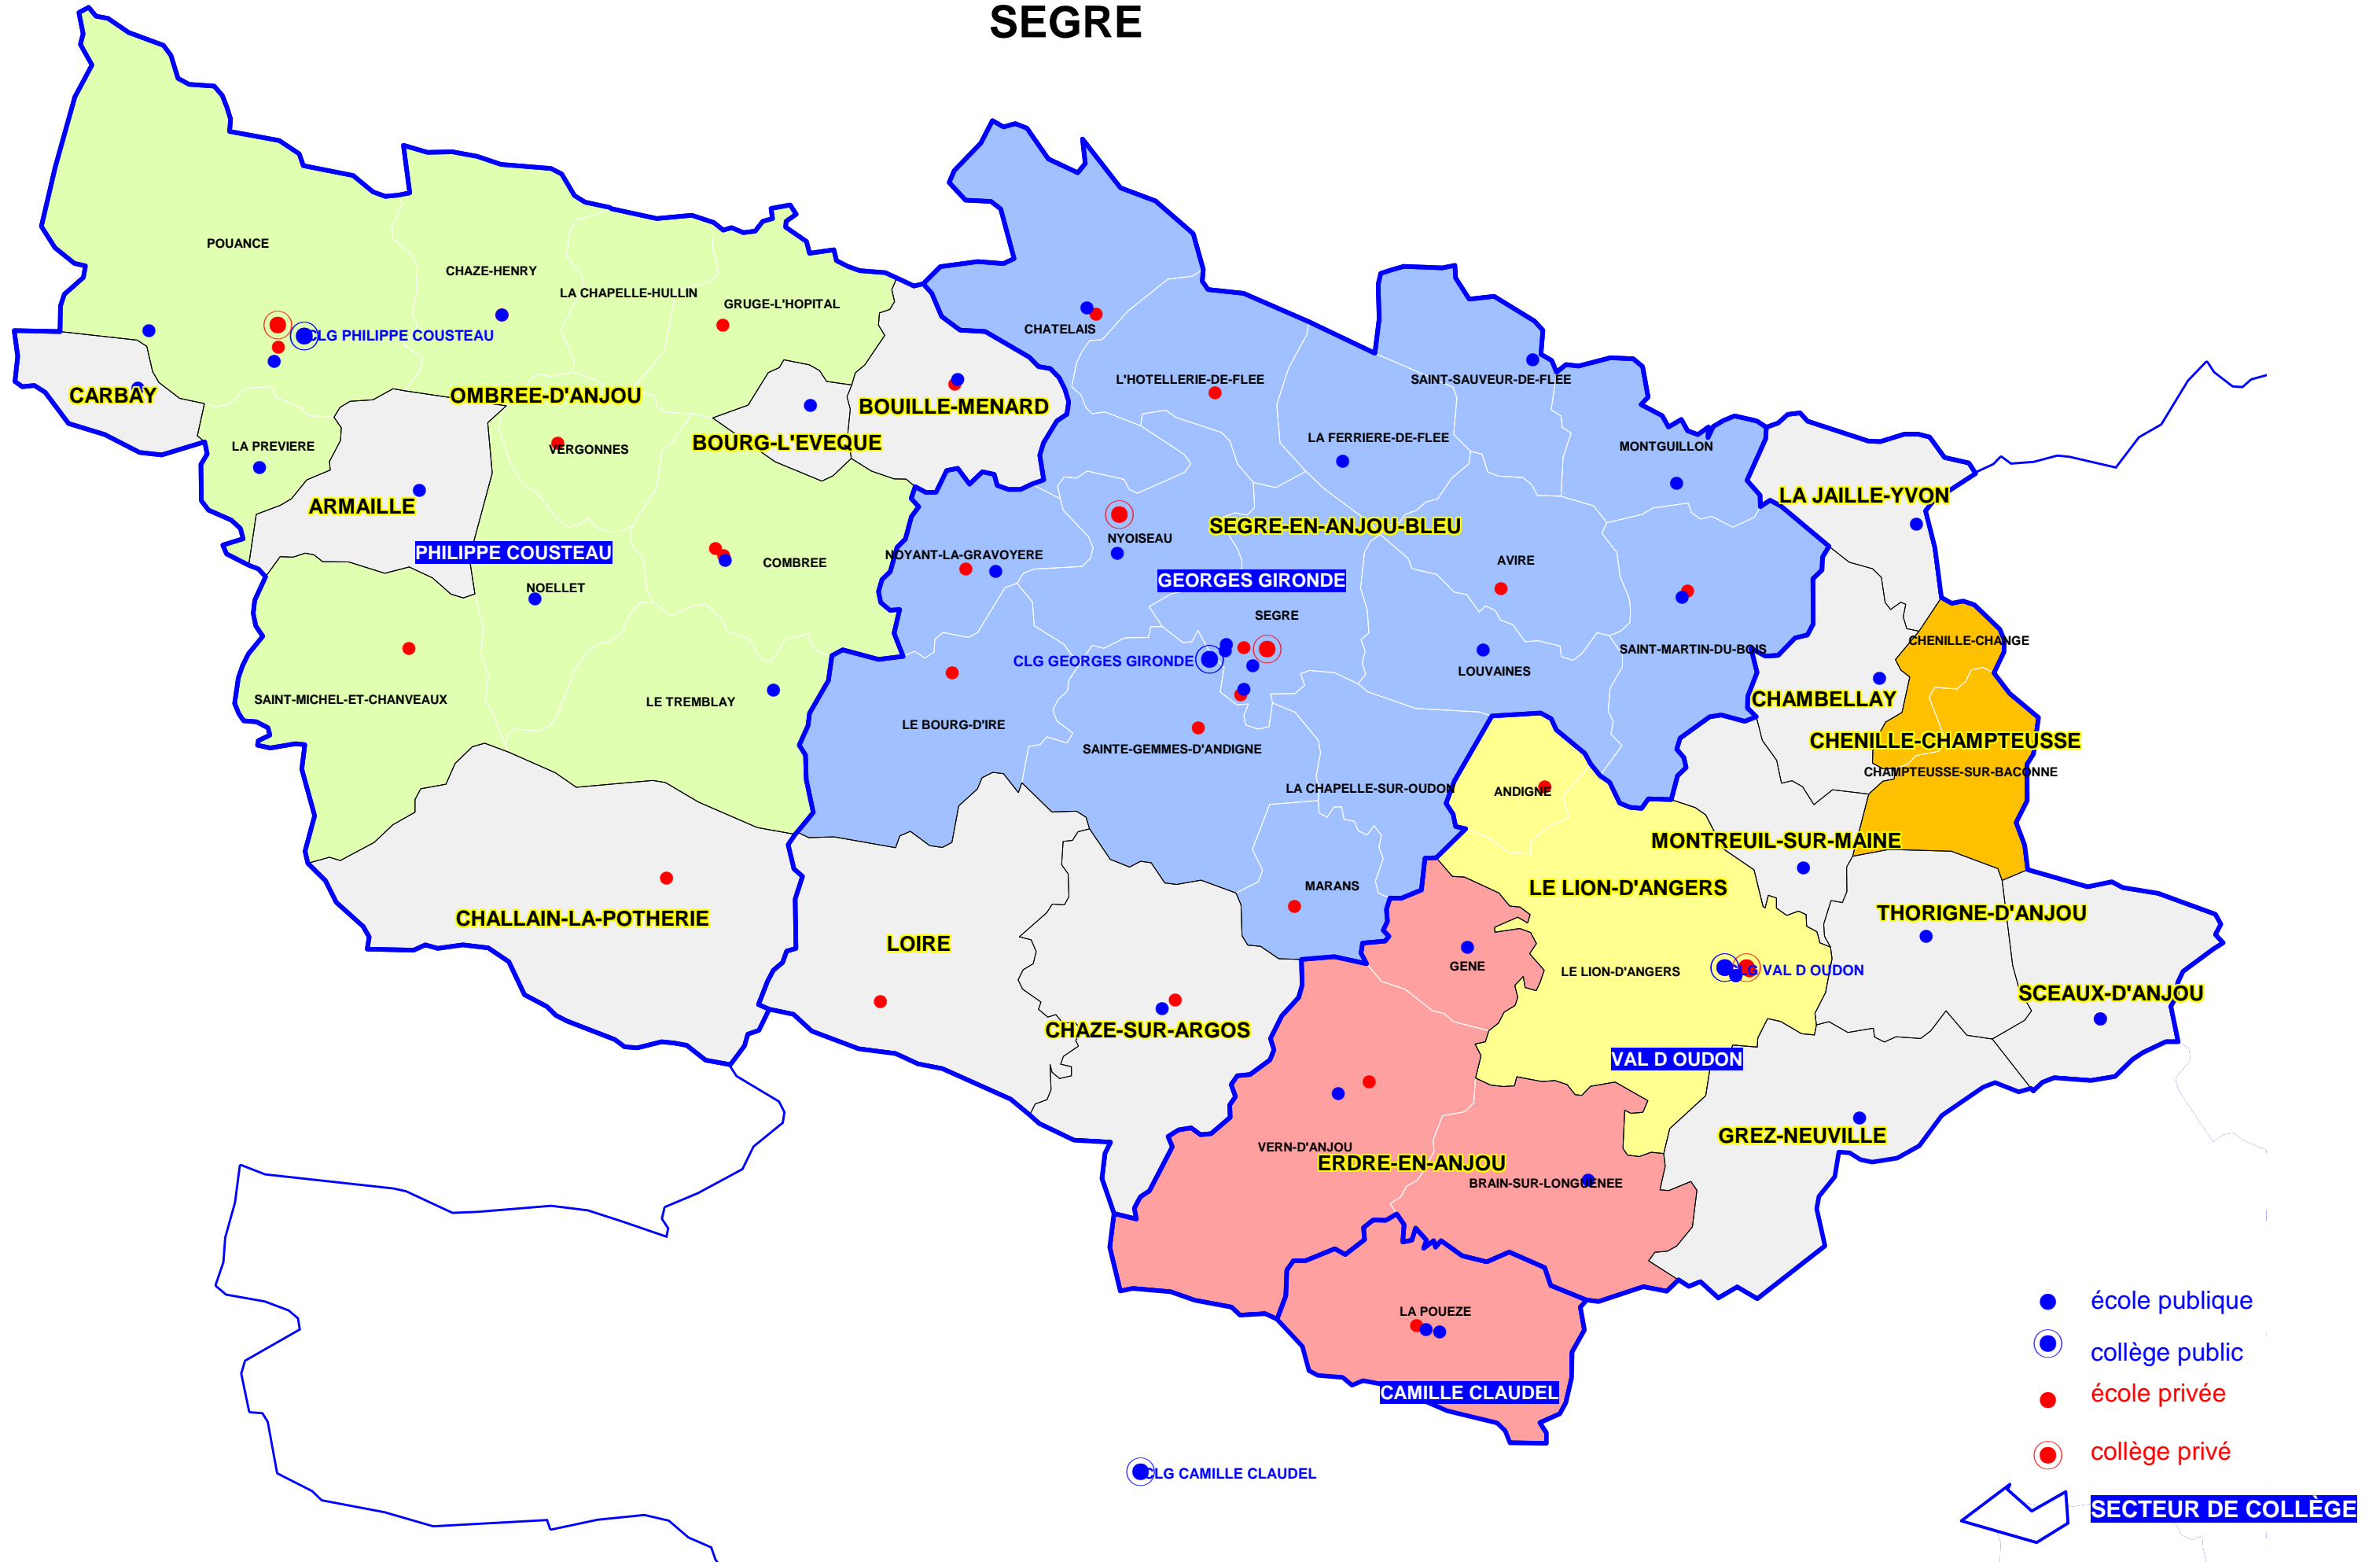 SEGRE
POUANCE
CHAZE-HENRY
LA CHAPELLE-HULLIN
GRUGE-L'HOPITAL
CLG PHILIPPE COUSTEAU
CHATELAIS
CARBAY
OMBREE-D'ANJOU
BOUILLE-MENARD
L'HOTELLERIE-DE-FLEE
SAINT-SAUVEUR-DE-FLEE
LA PREVIERE
VERGONNES
BOURG-L'EVEQUE
LA FERRIERE-DE-FLEE
MONTGUILLON
ARMAILLE
LA JAILLE-YVON
SEGRE-EN-ANJOU-BLEU
NYOISEAU
PHILIPPE COUSTEAU
NOYANT-LA-GRAVOYERE
COMBREE
AVIRE
NOELLET
GEORGES GIRONDE
SEGRE
CHENILLE-CHANGE
SAINT-MARTIN-DU-BOIS
CLG GEORGES GIRONDE
LOUVAINES
SAINT-MICHEL-ET-CHANVEAUX
LE TREMBLAY
CHAMBELLAY
LE BOURG-D'IRE
SAINTE-GEMMES-D'ANDIGNE
CHENILLE-CHAMPTEUSSE
CHAMPTEUSSE-SUR-BACONNE
LA CHAPELLE-SUR-OUDON
ANDIGNE
MONTREUIL-SUR-MAINE
MARANS
LE LION-D'ANGERS
CHALLAIN-LA-POTHERIE
THORIGNE-D'ANJOU
LOIRE
GENE
LE LION-D'ANGERS
CLG VAL D OUDON
SCEAUX-D'ANJOU
CHAZE-SUR-ARGOS
VAL D OUDON
GREZ-NEUVILLE
VERN-D'ANJOU
ERDRE-EN-ANJOU
BRAIN-SUR-LONGUENEE
LA POUEZE
CAMILLE CLAUDEL
CLG CAMILLE CLAUDEL
école publique
collège public
école privée
collège privé
SECTEUR DE COLLÈGE